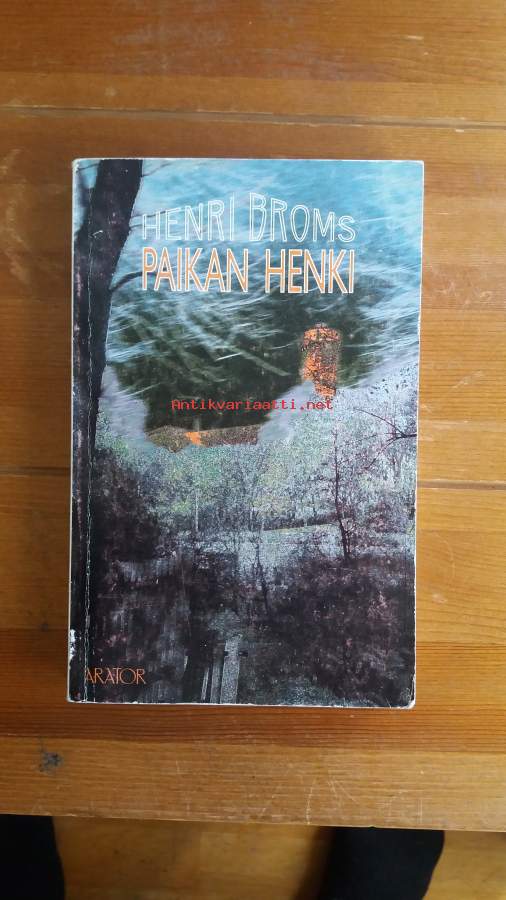 HENRI BROMS
PAIKAN HENKI
Antikvariaatti.net
ARATOR